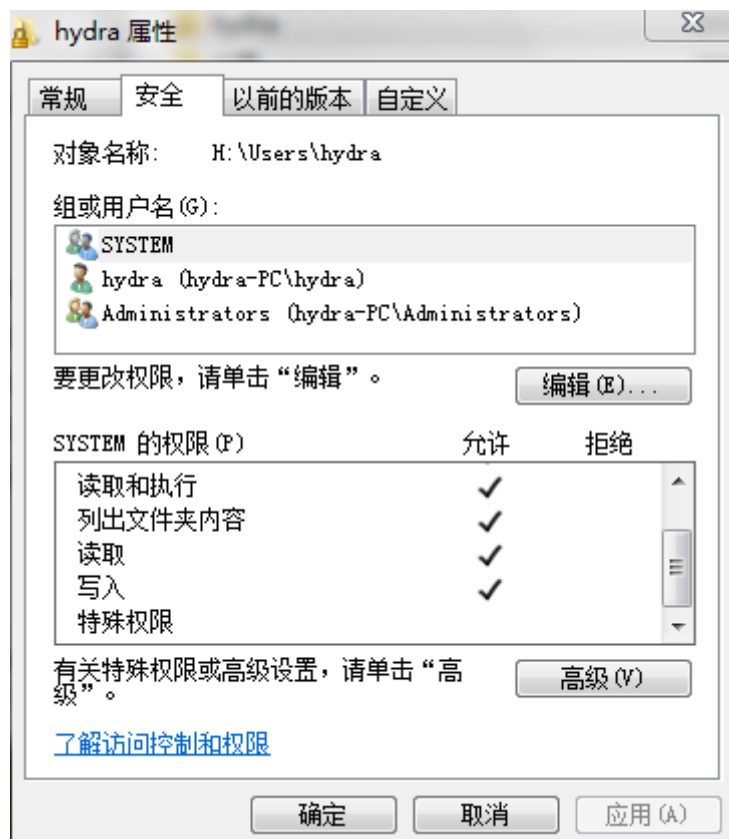 hydra 属性
常规 安全 以前的版本 自定义
对象名称: H:\Users\hydra
组或用户名(G):
SYSTEM
hydra (hydra-PC\hydra)
Administrators (hydra-PC\Administrators)
要更改权限，请单击“编辑”。 编辑(E)...
SYSTEM 的权限(P) 允许 拒绝
读取和执行
列出文件夹内容
读取
写入
特殊权限
有关特殊权限或高级设置，请单击“高
级”。 高级(V)
了解访问控制和权限
确定 取消 应用(A)